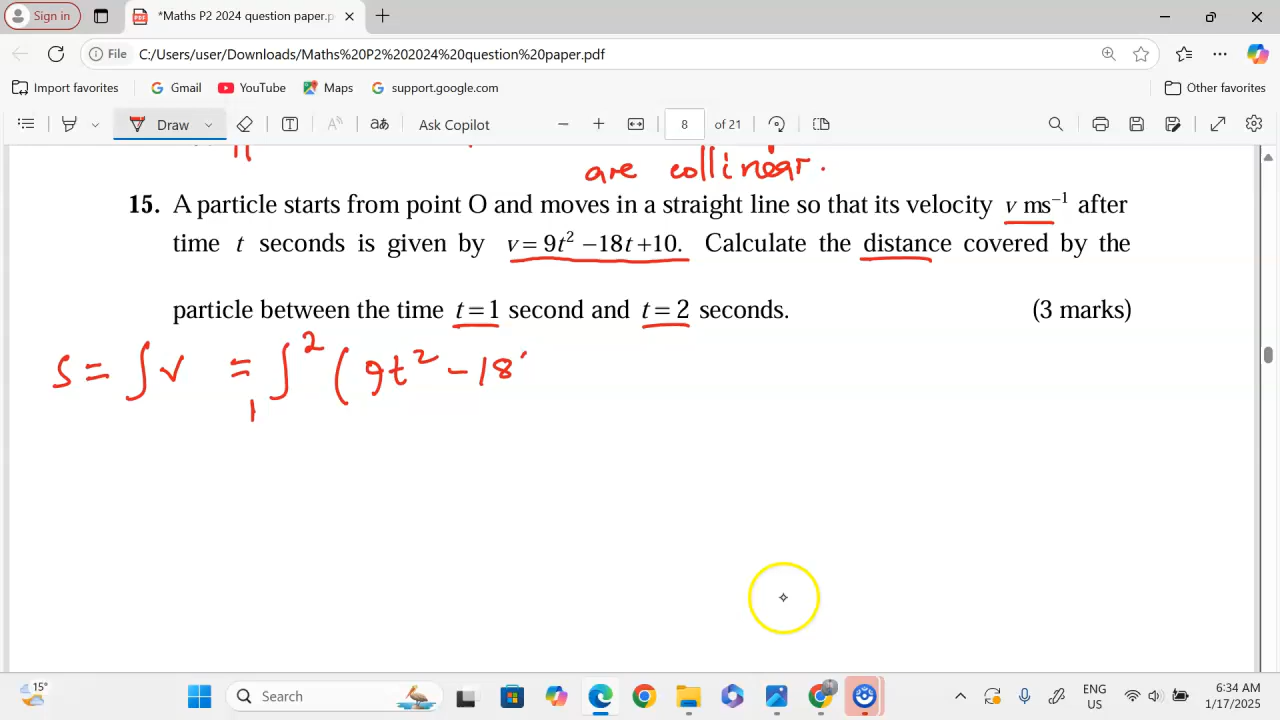 Sign in
*Maths P2 2024 question paper.p
File
C:/Users/user/Downloads/Maths%20P2%202024%20question%20paper.pdf
Import favorites
Gmail
YouTube
Maps
support.google.com
Other favorites
Draw
Ask Copilot
8
of 21
are collinear.
15. A particle starts from point O and moves in a straight line so that its velocity v ms⁻¹ after
time t seconds is given by v = 9t² −18t +10. Calculate the distance covered by the
particle between the time t = 1 second and t = 2 seconds. (3 marks)
S = ∫v = ₁∫² ( 9t² - 18
15°
Search
ENG
US
6:34 AM
1/17/2025